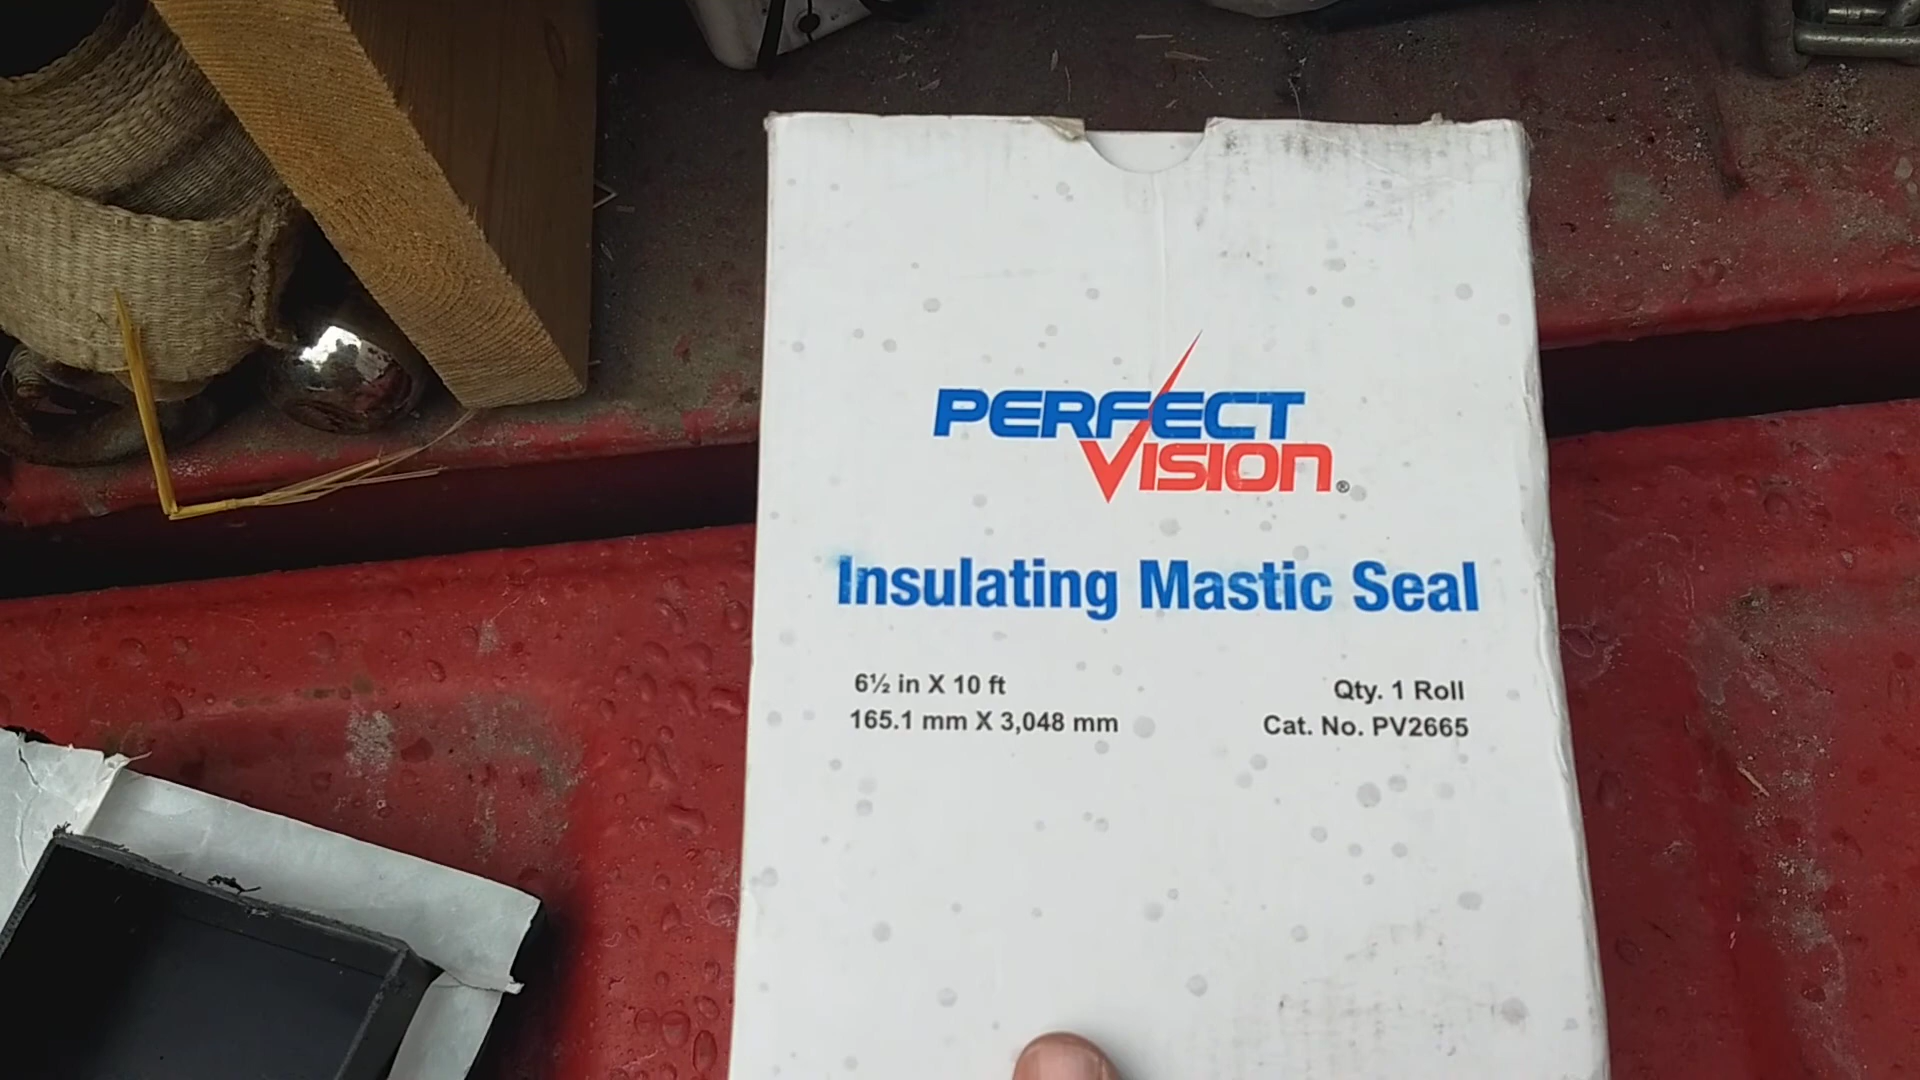 PERFECT
VISION®
Insulating Mastic Seal
6½ in X 10 ft
165.1 mm X 3,048 mm
Qty. 1 Roll
Cat. No. PV2665